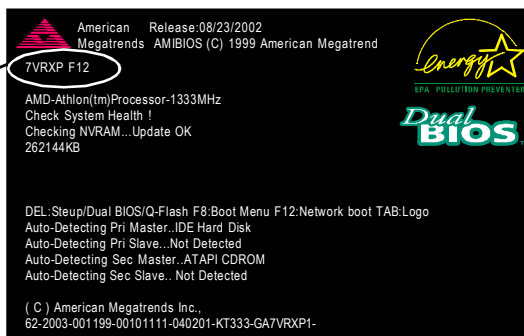 American Release:08/23/2002
Megatrends AMIBIOS (C) 1999 American Megatrend
7VRXP F12
energy
EPA POLLUTION PREVENTER
AMD-Athlon(tm)Processor-1333MHz
Check System Health !
Checking NVRAM...Update OK
262144KB
Dual
BIOS
DEL:Steup/Dual BIOS/Q-Flash F8:Boot Menu F12:Network boot TAB:Logo
Auto-Detecting Pri Master..IDE Hard Disk
Auto-Detecting Pri Slave...Not Detected
Auto-Detecting Sec Master..ATAPI CDROM
Auto-Detecting Sec Slave.. Not Detected
( C ) American Megatrends Inc.,
62-2003-001199-00101111-040201-KT333-GA7VRXP1-